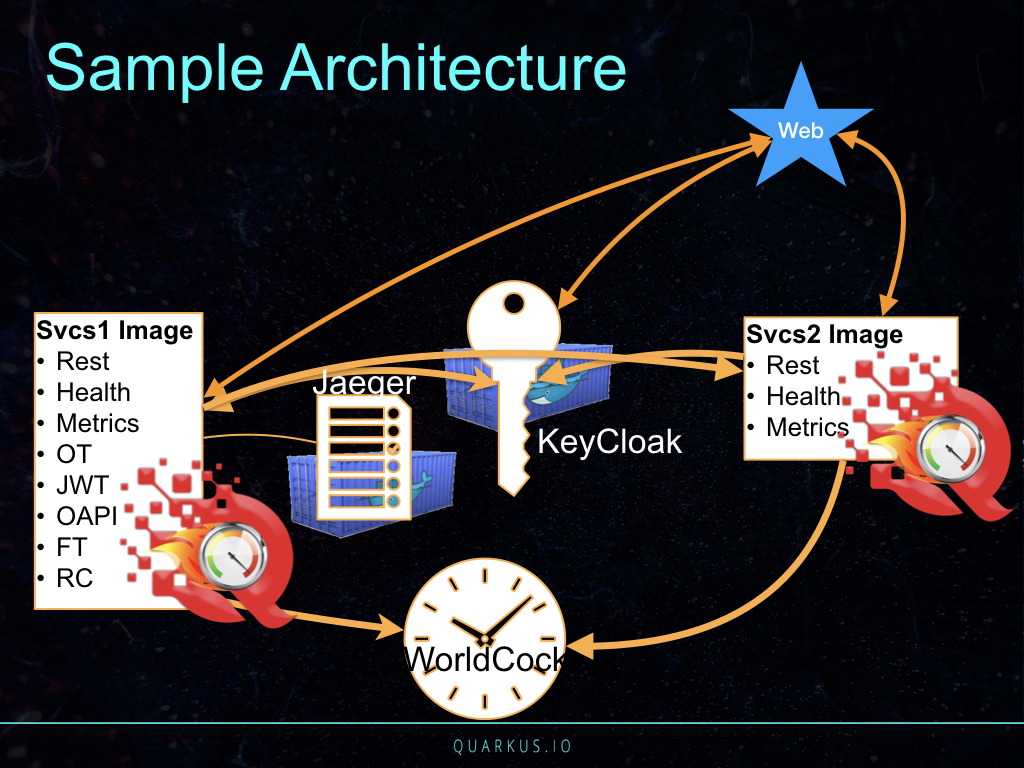 Sample Architecture
Web
Svcs1 Image
• Rest
• Health
• Metrics
• OT
• JWT
• OAPI
• FT
• RC
Jaeger
KeyCloak
Svcs2 Image
• Rest
• Health
• Metrics
WorldCock
QUARKUS.IO